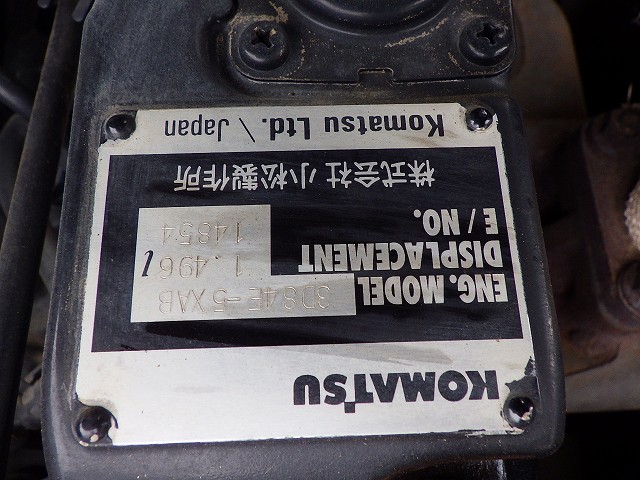 KOMATSU
ENG. MODEL 3D84E-5XAB
DISPLACEMENT 1.496 l
E / NO. 14854
株式会社 小松製作所
Komatsu Ltd. \ Japan